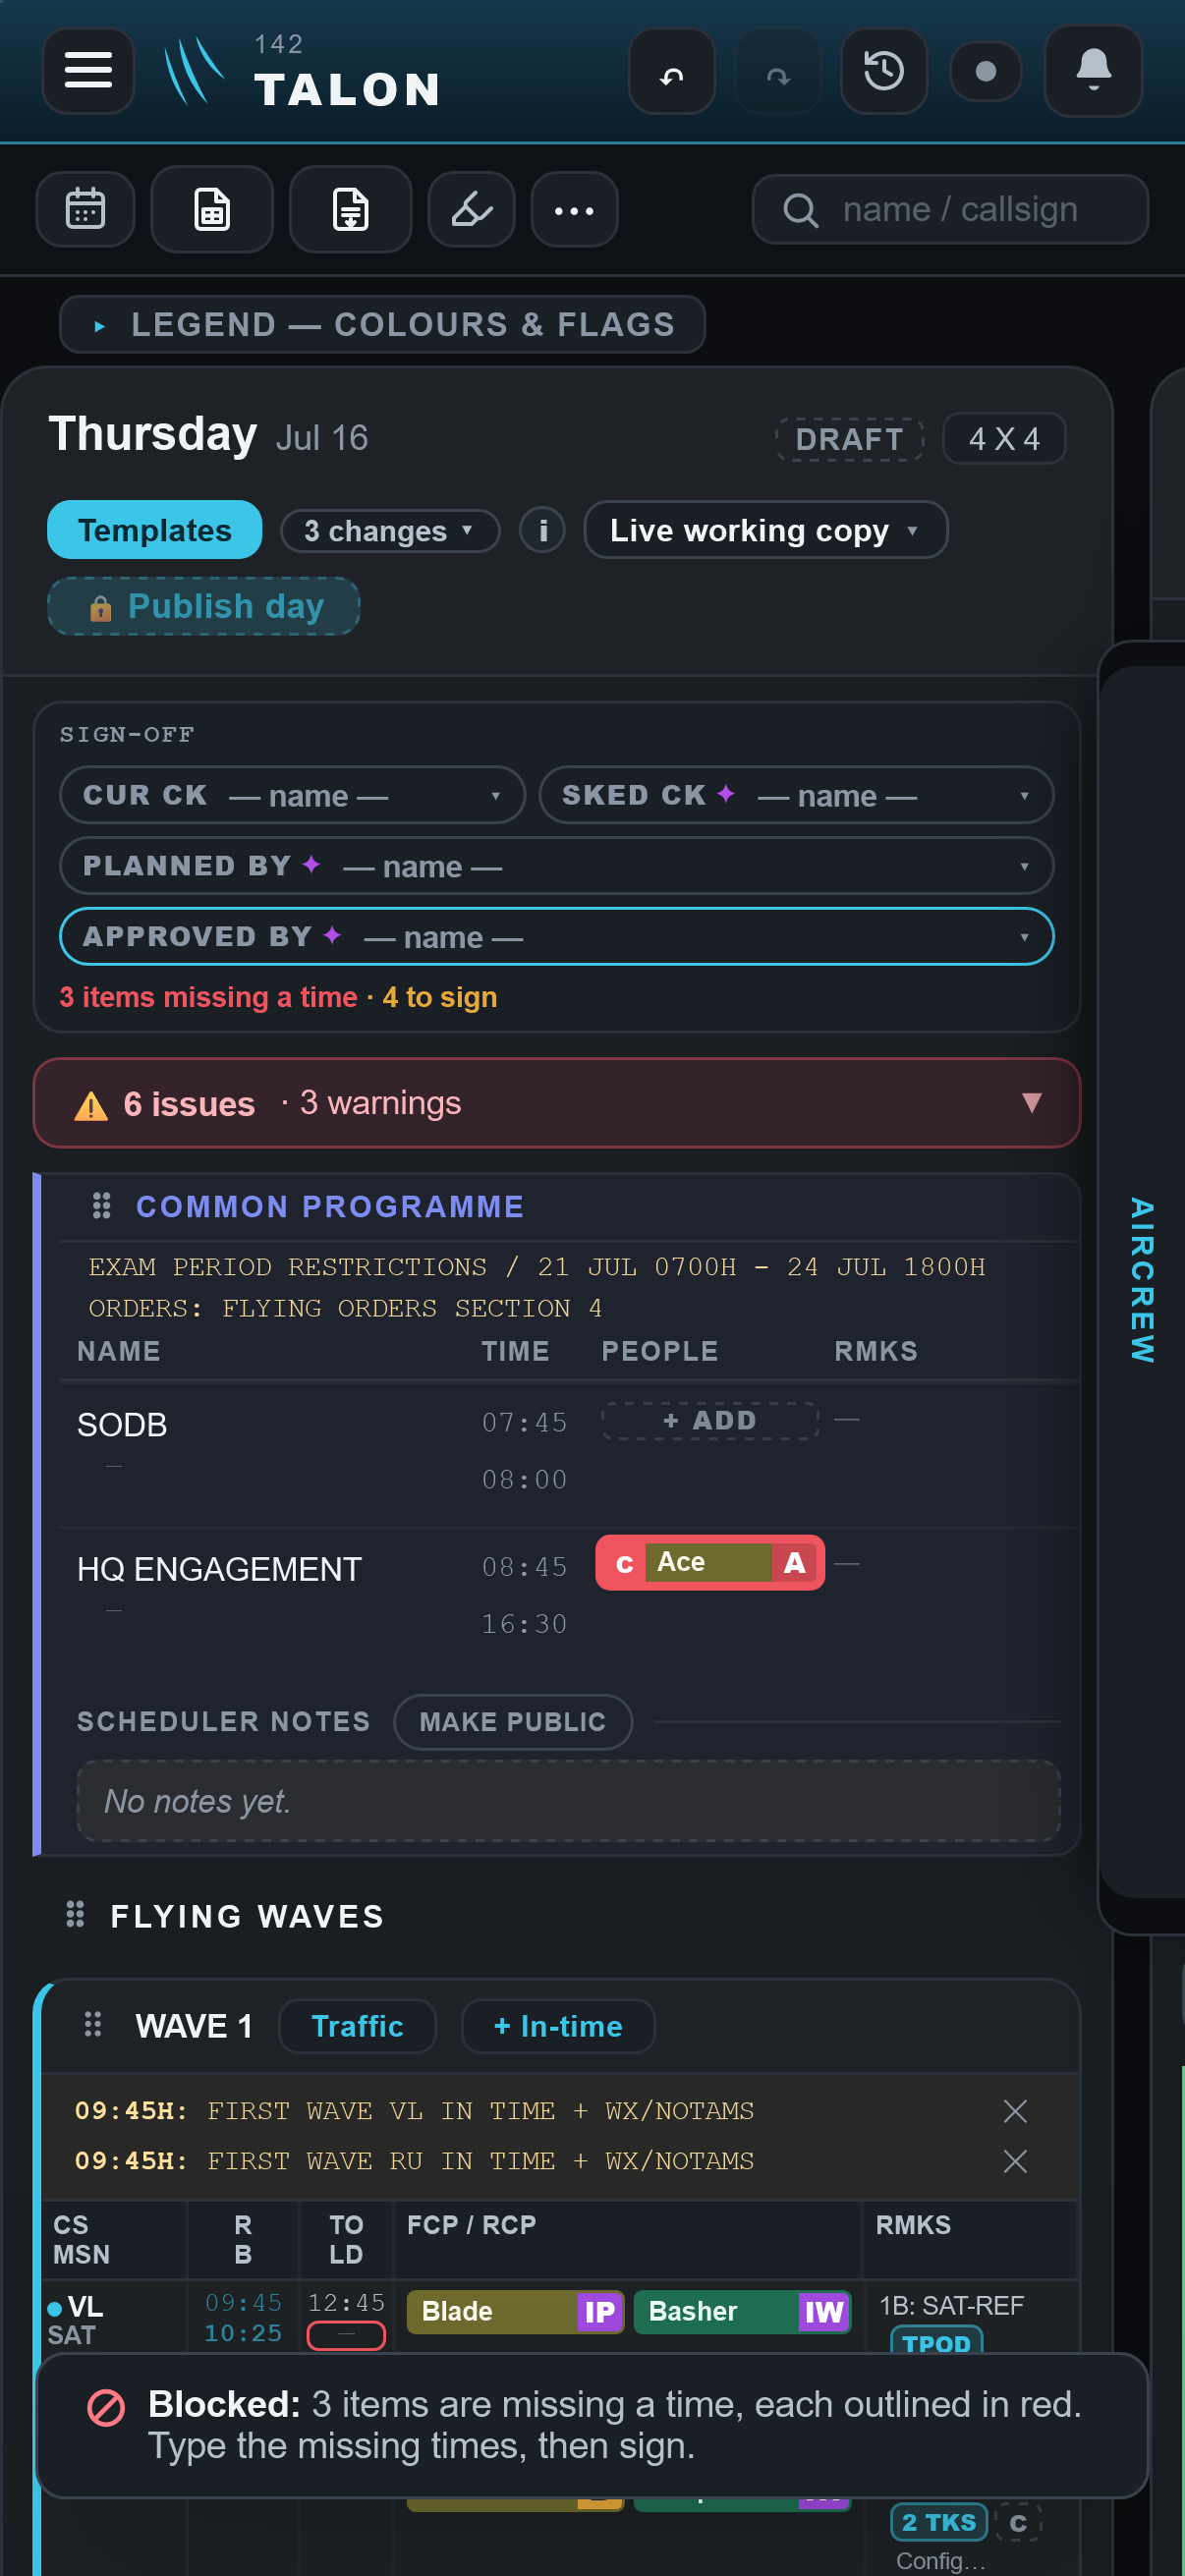 142
TALON
name / callsign
LEGEND — COLOURS & FLAGS
Thursday Jul 16 DRAFT 4 X 4
Templates 3 changes i Live working copy
Publish day
SIGN-OFF
CUR CK — name — SKED CK — name —
PLANNED BY — name —
APPROVED BY — name —
3 items missing a time · 4 to sign
6 issues · 3 warnings
COMMON PROGRAMME
EXAM PERIOD RESTRICTIONS / 21 JUL 0700H - 24 JUL 1800H
ORDERS: FLYING ORDERS SECTION 4
NAME TIME PEOPLE RMKS
SODB 07:45 + ADD —
— 08:00
HQ ENGAGEMENT 08:45 C Ace A —
— 16:30
SCHEDULER NOTES MAKE PUBLIC
No notes yet.
AIRCREW
FLYING WAVES
WAVE 1 Traffic + In-time
09:45H: FIRST WAVE VL IN TIME + WX/NOTAMS
09:45H: FIRST WAVE RU IN TIME + WX/NOTAMS
CS R TO FCP / RCP RMKS
MSN B LD
VL 09:45 12:45 Blade IP Basher IW 1B: SAT-REF
SAT 10:25 — TPOD
Blocked: 3 items are missing a time, each outlined in red.
Type the missing times, then sign.
2 TKS C
Config...